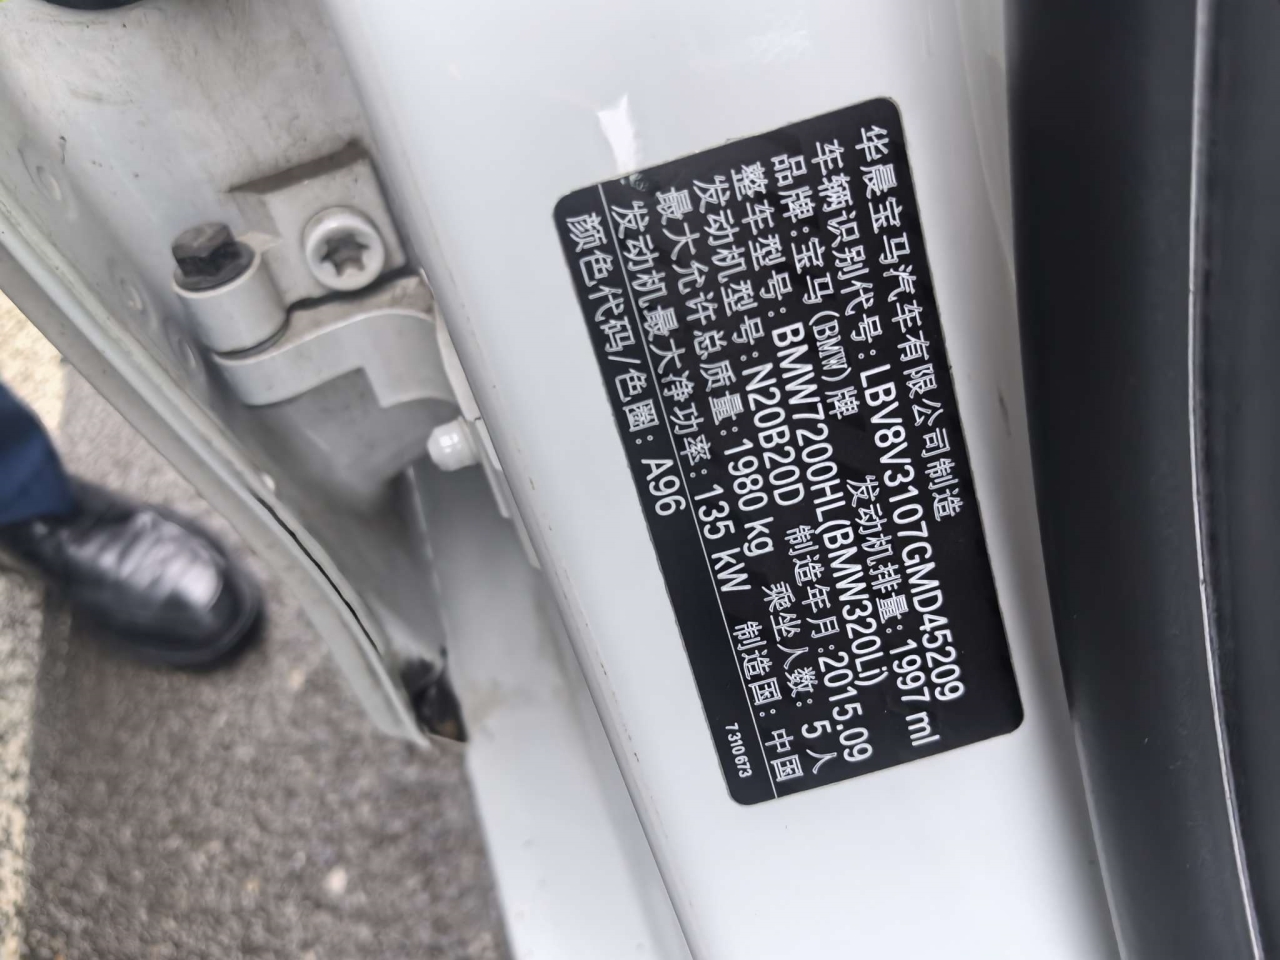 华晨宝马汽车有限公司制造
车辆识别代号:LBV8V3107GMD45209
品牌:宝马(BMW)牌 发动机排量:1997 ml
整车型号:BMW7200HL(BMW320Li)
发动机型号:N20B20D 制造年月:2015.09
最大允许总质量:1980 kg 乘坐人数:5 人
发动机最大净功率:135 kW 制造国:中国
颜色代码/色圈:A96 7310673